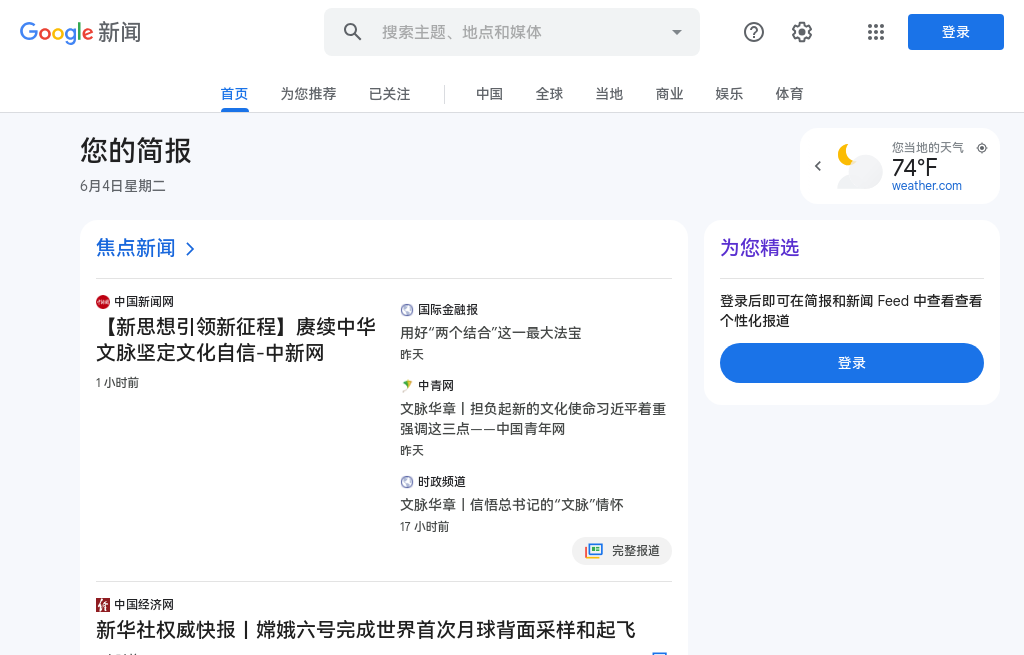 Google 新闻
搜索主题、地点和媒体
登录
首页
为您推荐
已关注
中国
全球
当地
商业
娱乐
体育
您的简报
6月4日星期二
您当地的天气
74°F
weather.com
焦点新闻
中国新闻网
【新思想引领新征程】赓续中华
文脉坚定文化自信-中新网
1 小时前
国际金融报
用好“两个结合”这一最大法宝
昨天
中青网
文脉华章丨担负起新的文化使命习近平着重
强调这三点——中国青年网
昨天
时政频道
文脉华章丨信悟总书记的“文脉”情怀
17 小时前
完整报道
中国经济网
新华社权威快报丨嫦娥六号完成世界首次月球背面采样和起飞
为您精选
登录后即可在简报和新闻 Feed 中查看查看
个性化报道
登录